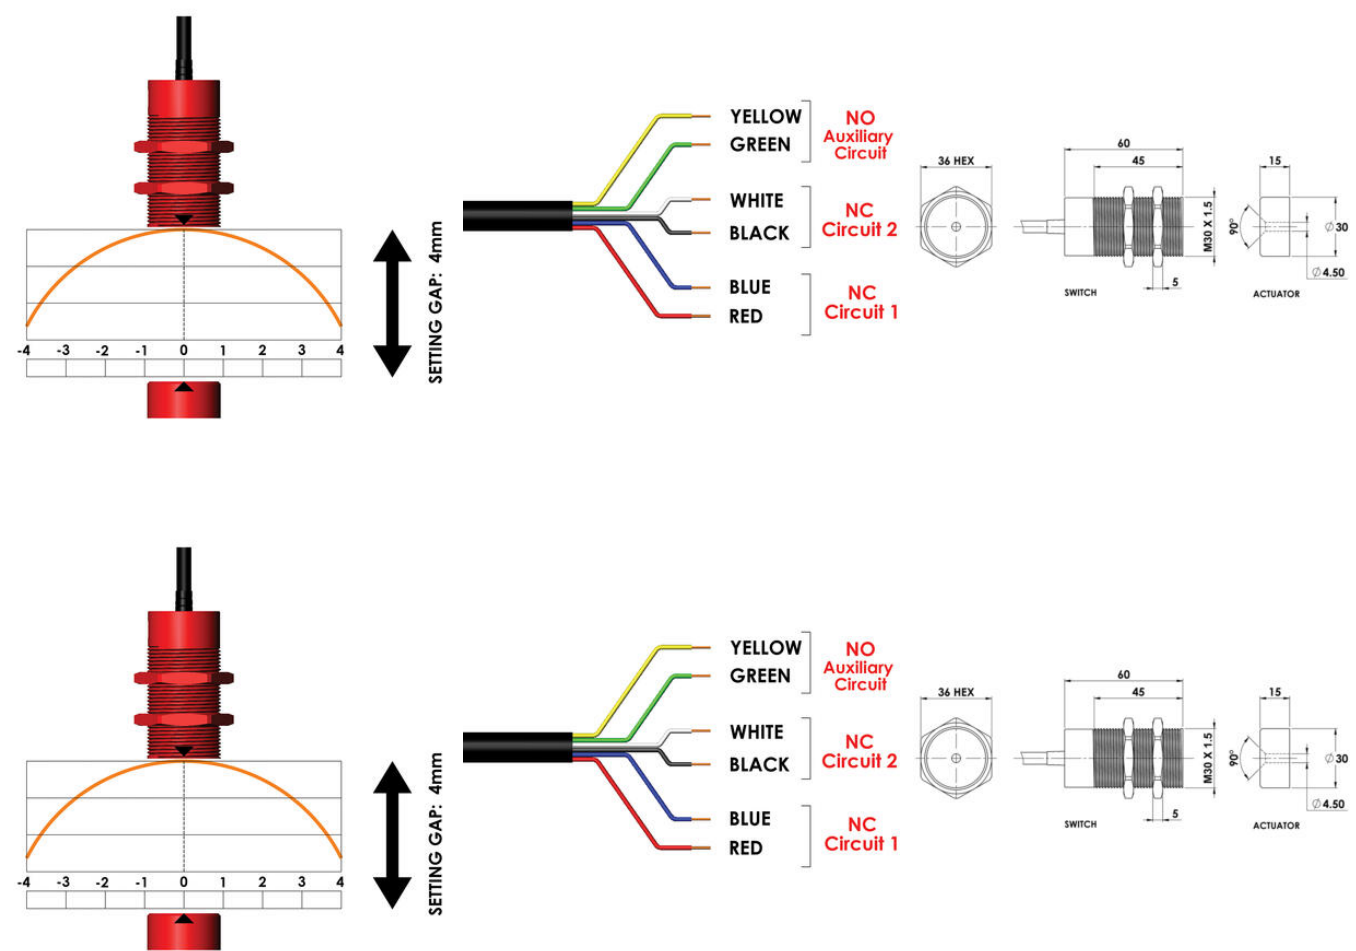 YELLOW
GREEN
NO
Auxiliary
Circuit
WHITE
BLACK
NC
Circuit 2
BLUE
RED
NC
Circuit 1
SETTING GAP: 4mm
-4 -3 -2 -1 0 1 2 3 4
36 HEX
60
45
M30 X 1.5
5
SWITCH
15
90°
Ø 30
Ø 4.50
ACTUATOR
YELLOW
GREEN
NO
Auxiliary
Circuit
WHITE
BLACK
NC
Circuit 2
BLUE
RED
NC
Circuit 1
SETTING GAP: 4mm
-4 -3 -2 -1 0 1 2 3 4
36 HEX
60
45
M30 X 1.5
5
SWITCH
15
90°
Ø 30
Ø 4.50
ACTUATOR